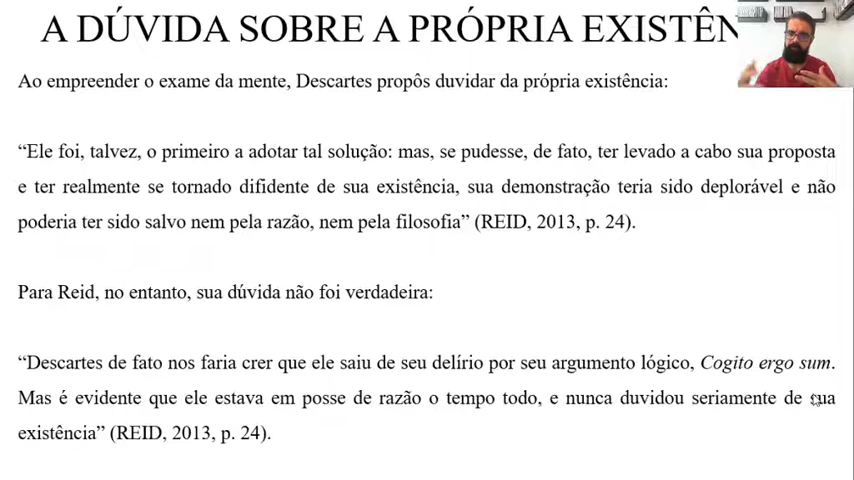 A DÚVIDA SOBRE A PRÓPRIA EXISTÊN
Ao empreender o exame da mente, Descartes propôs duvidar da própria existência:
“Ele foi, talvez, o primeiro a adotar tal solução: mas, se pudesse, de fato, ter levado a cabo sua proposta
e ter realmente se tornado difidente de sua existência, sua demonstração teria sido deplorável e não
poderia ter sido salvo nem pela razão, nem pela filosofia” (REID, 2013, p. 24).
Para Reid, no entanto, sua dúvida não foi verdadeira:
“Descartes de fato nos faria crer que ele saiu de seu delírio por seu argumento lógico, Cogito ergo sum.
Mas é evidente que ele estava em posse de razão o tempo todo, e nunca duvidou seriamente de sua
existência” (REID, 2013, p. 24).